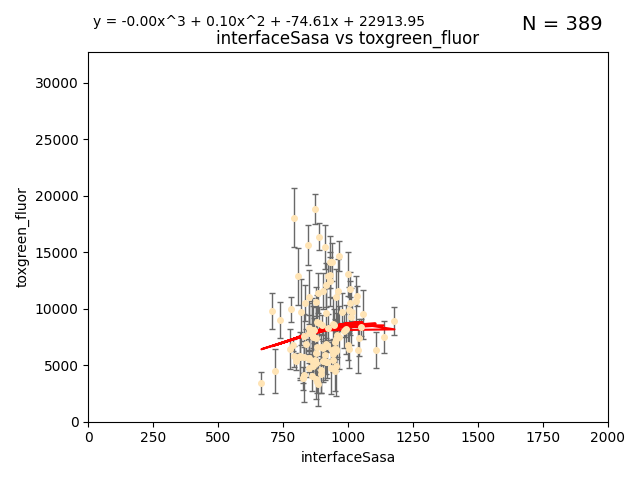 y = -0.00x^3 + 0.10x^2 + -74.61x + 22913.95
N = 389
interfaceSasa vs toxgreen_fluor
30000
25000
20000
15000
10000
5000
0
toxgreen_fluor
0 250 500 750 1000 1250 1500 1750 2000
interfaceSasa